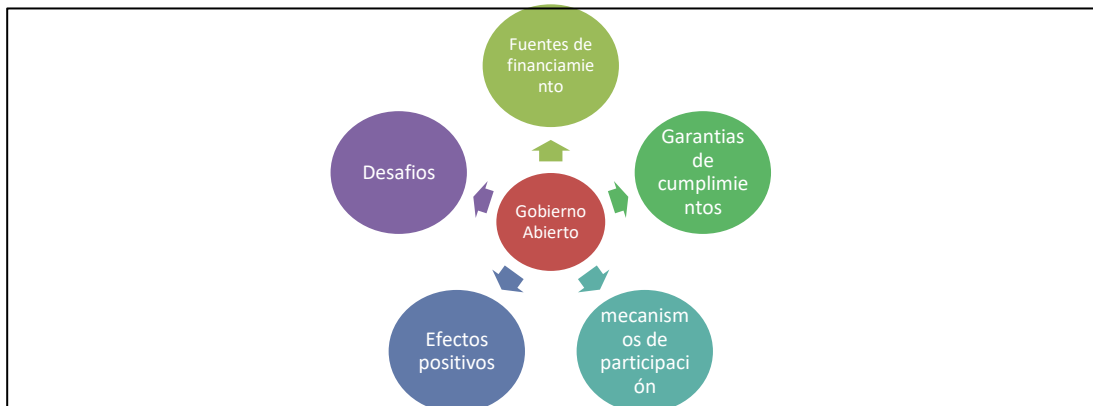 Fuentes de
financiamie
nto
Garantias
de
cumplimie
ntos
Desafios
Gobierno
Abierto
mecanism
os de
participaci
ón
Efectos
positivos